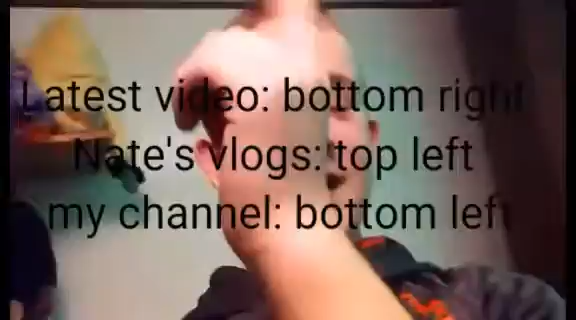 Latest video: bottom right
Nate's vlogs: top left
my channel: bottom left